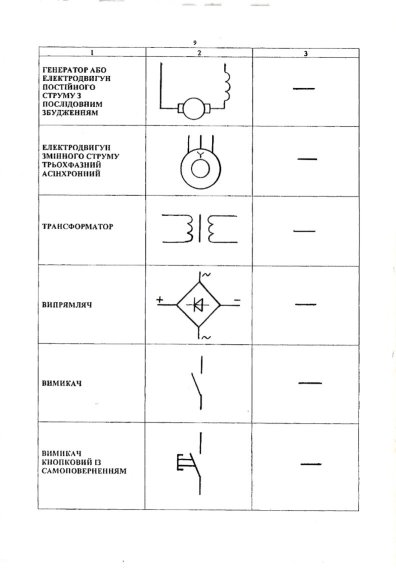 9
1 2 3
ГЕНЕРАТОР АБО
ЕЛЕКТРОДВИГУН
ПОСТІЙНОГО
СТРУМУ З
ПОСЛІДОВНИМ
ЗБУДЖЕННЯМ
—
ЕЛЕКТРОДВИГУН
ЗМІННОГО СТРУМУ
ТРЬОХФАЗНИЙ
АСІНХРОННИЙ
Y
—
ТРАНСФОРМАТОР
—
~
ВИПРЯМЛЯЧ
+ −
—
~
ВИМИКАЧ
—
ВИМИКАЧ
КНОПКОВИЙ ІЗ
САМОПОВЕРНЕННЯМ
—